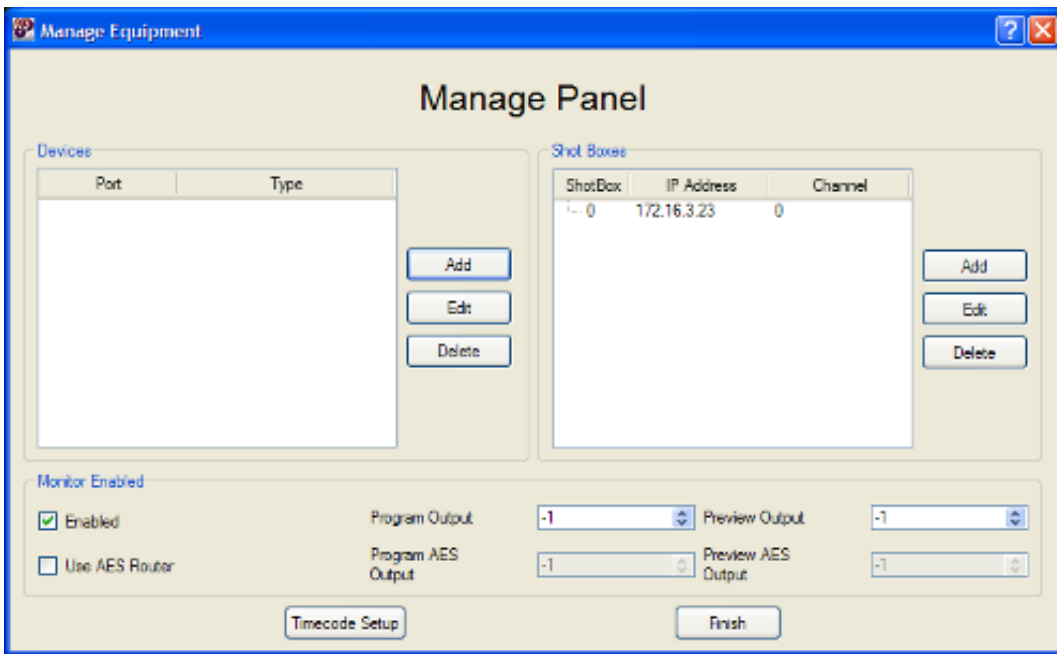 Manage Equipment
Manage Panel
Devices
Port Type
Add
Edit
Delete
Shot Boxes
ShotBox IP Address Channel
0 172.16.3.23 0
Add
Edit
Delete
Monitor Enabled
Enabled
Program Output -1
Preview Output -1
Use AES Router
Program AES
Output
-1
Preview AES
Output
-1
Timecode Setup
Finish